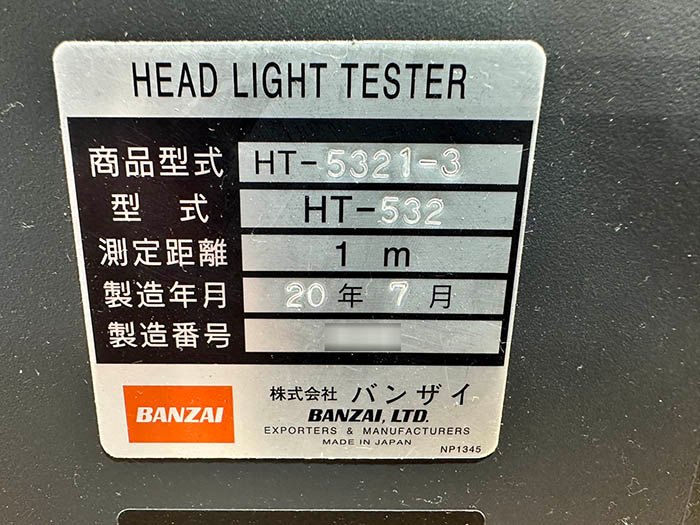 HEAD LIGHT TESTER
商品型式 HT-5321-3
型式 HT-532
測定距離 1 m
製造年月 20年 7月
製造番号
BANZAI
株式会社 バンザイ
BANZAI, LTD.
EXPORTERS & MANUFACTURERS
MADE IN JAPAN
NP1345